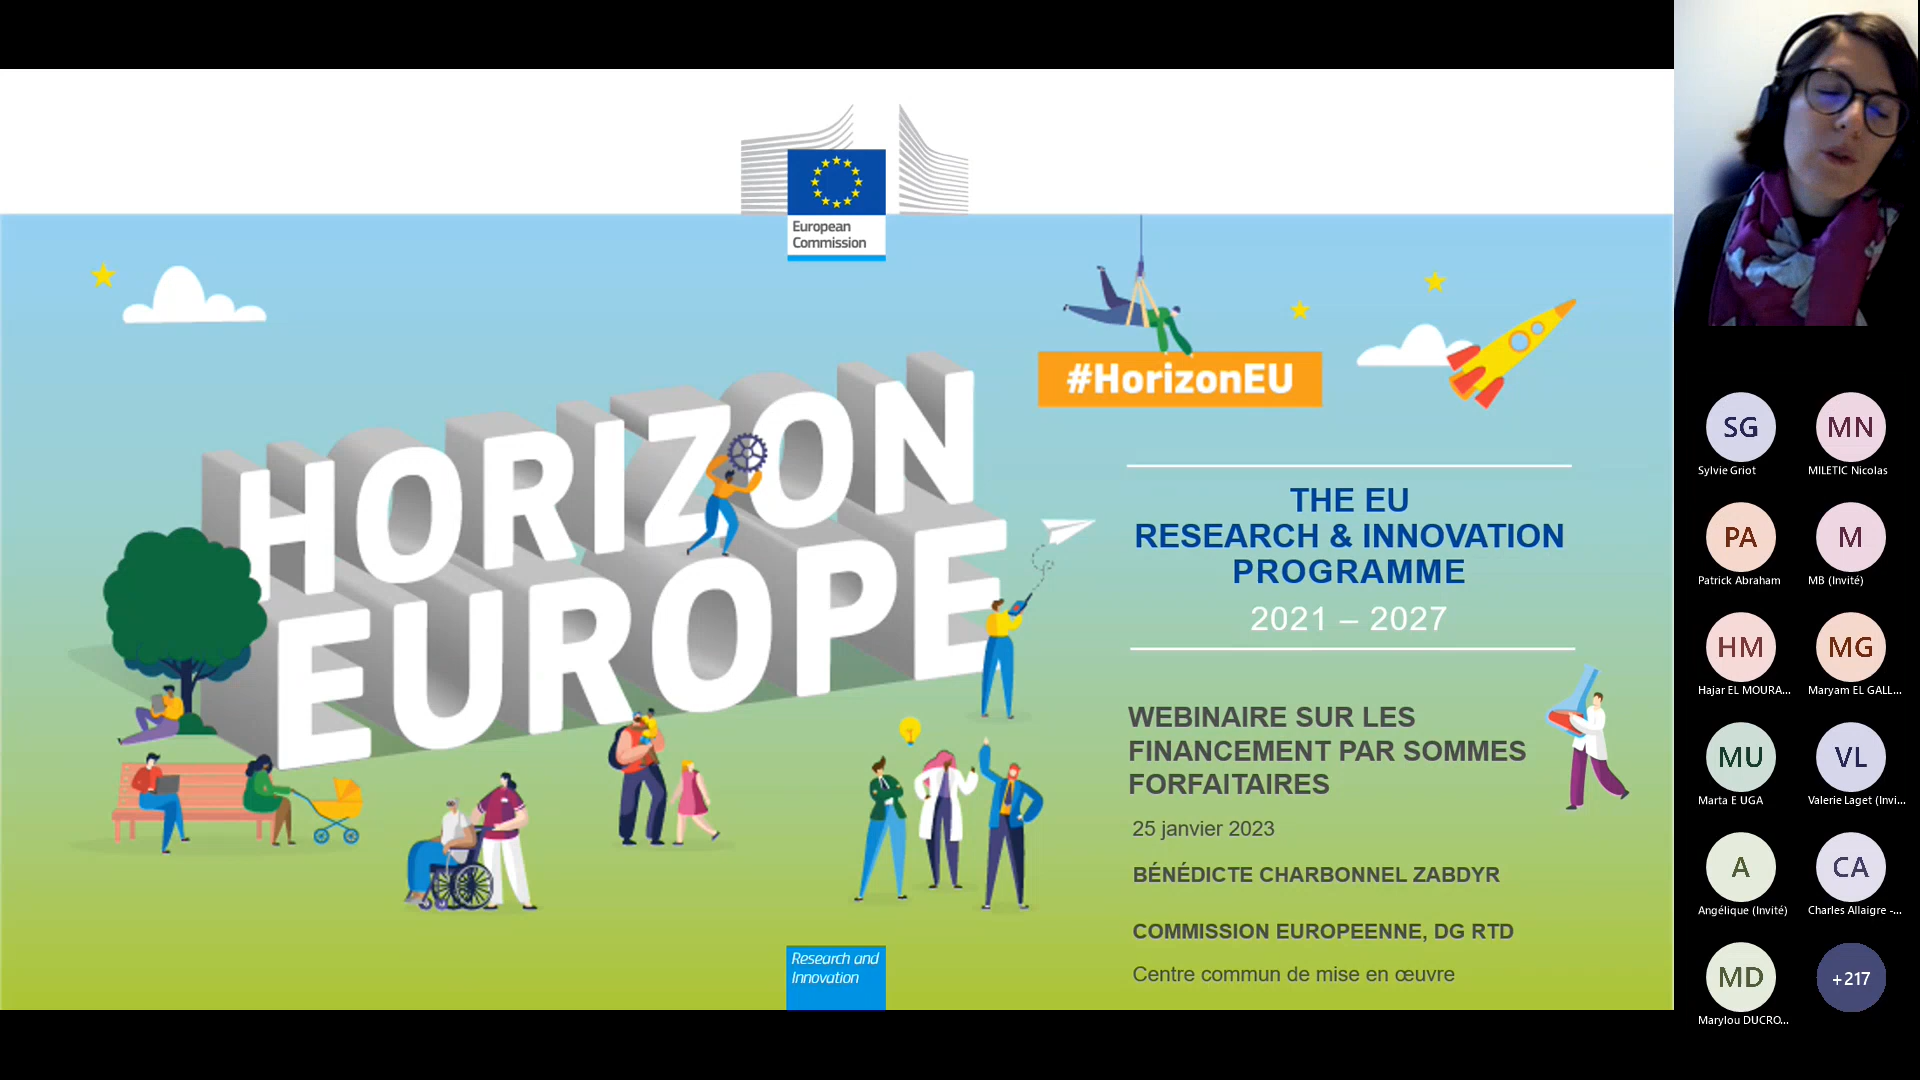 European
Commission
#HorizonEU
HORIZON
EUROPE
THE EU
RESEARCH & INNOVATION
PROGRAMME
2021 – 2027
WEBINAIRE SUR LES
FINANCEMENT PAR SOMMES
FORFAITAIRES
25 janvier 2023
BÉNÉDICTE CHARBONNEL ZABDYR
COMMISSION EUROPEENNE, DG RTD
Centre commun de mise en œuvre
Research and
Innovation
SG
Sylvie Griot
MN
MILETIC Nicolas
PA
Patrick Abraham
M
MB (Invité)
HM
Hajar EL MOURA...
MG
Maryam EL GALL...
MU
Marta E UGA
VL
Valerie Laget (Invi...
A
Angélique (Invité)
CA
Charles Allaigre -...
MD
Marylou DUCRO...
+217